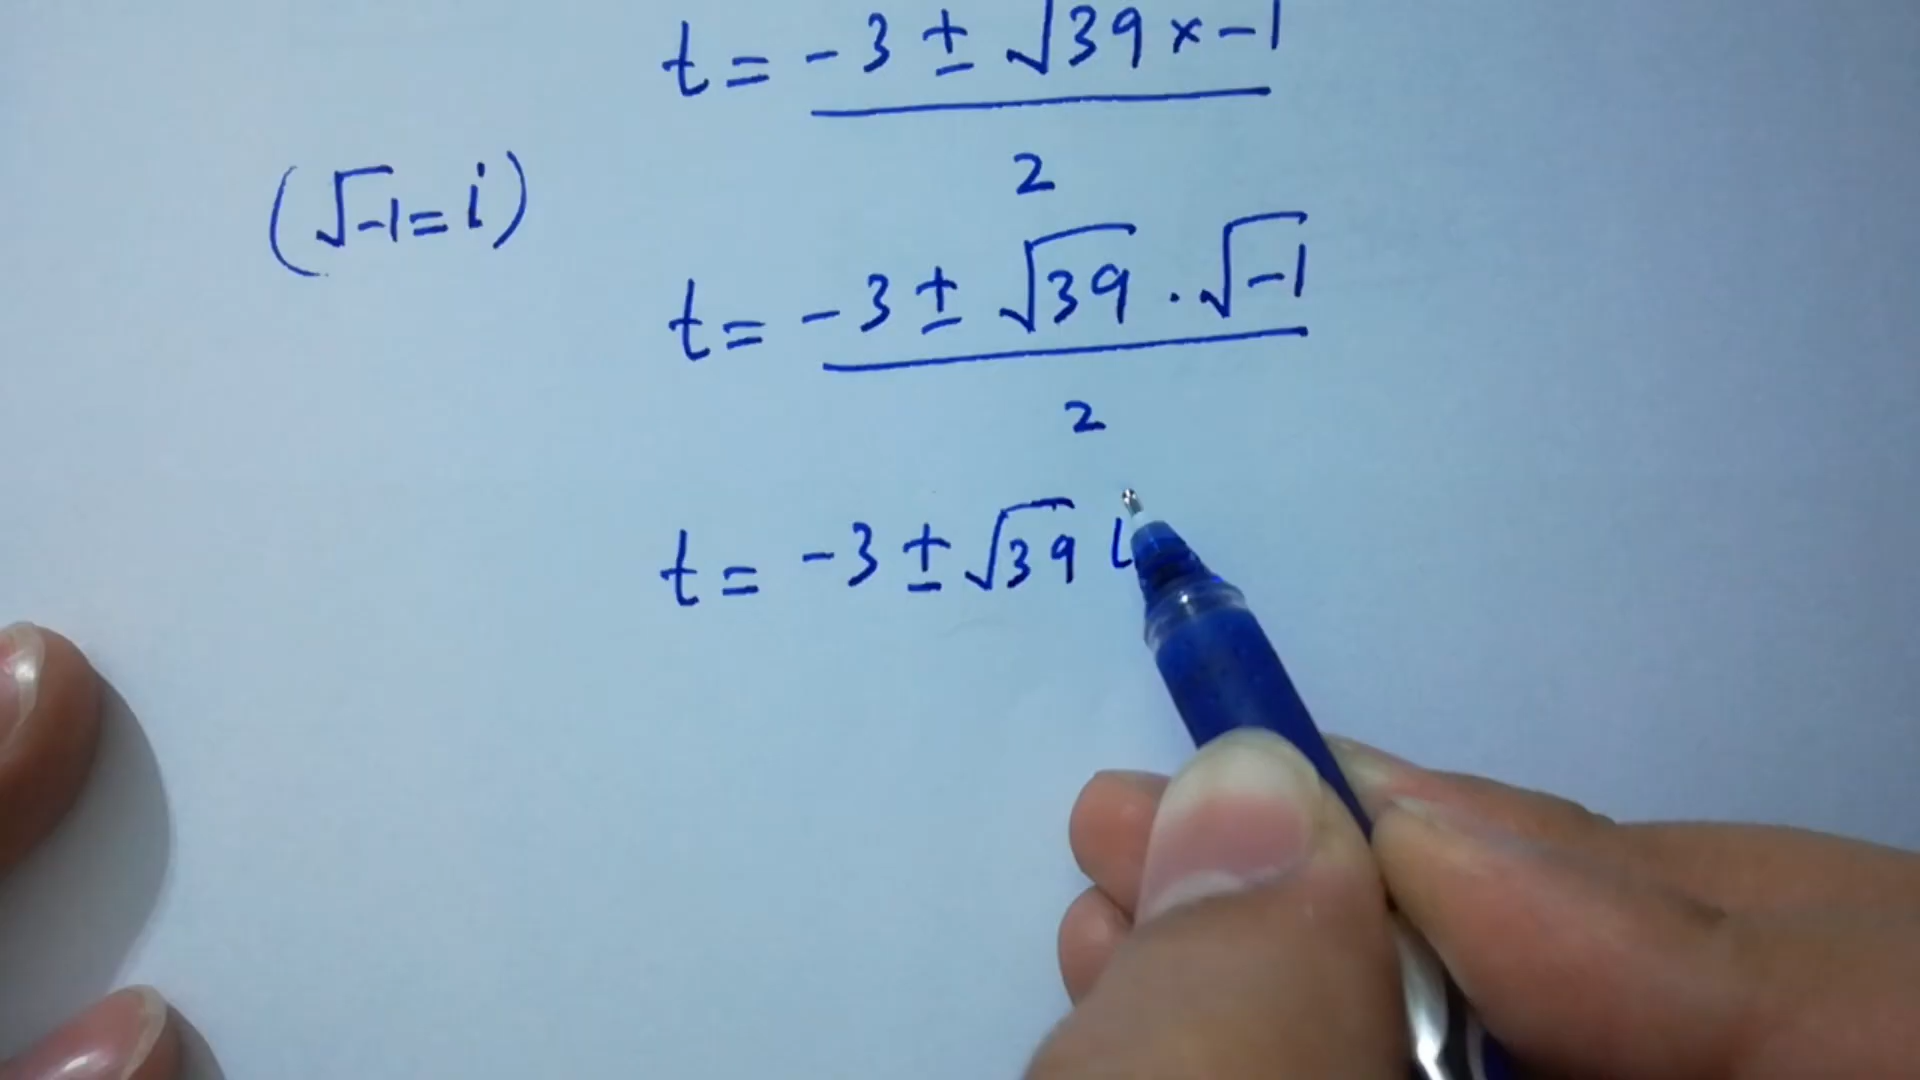 t = -3 ± √39 × -1
2
(√-1 = i)
t = -3 ± √39 . √-1
2
t = -3 ± √39 i